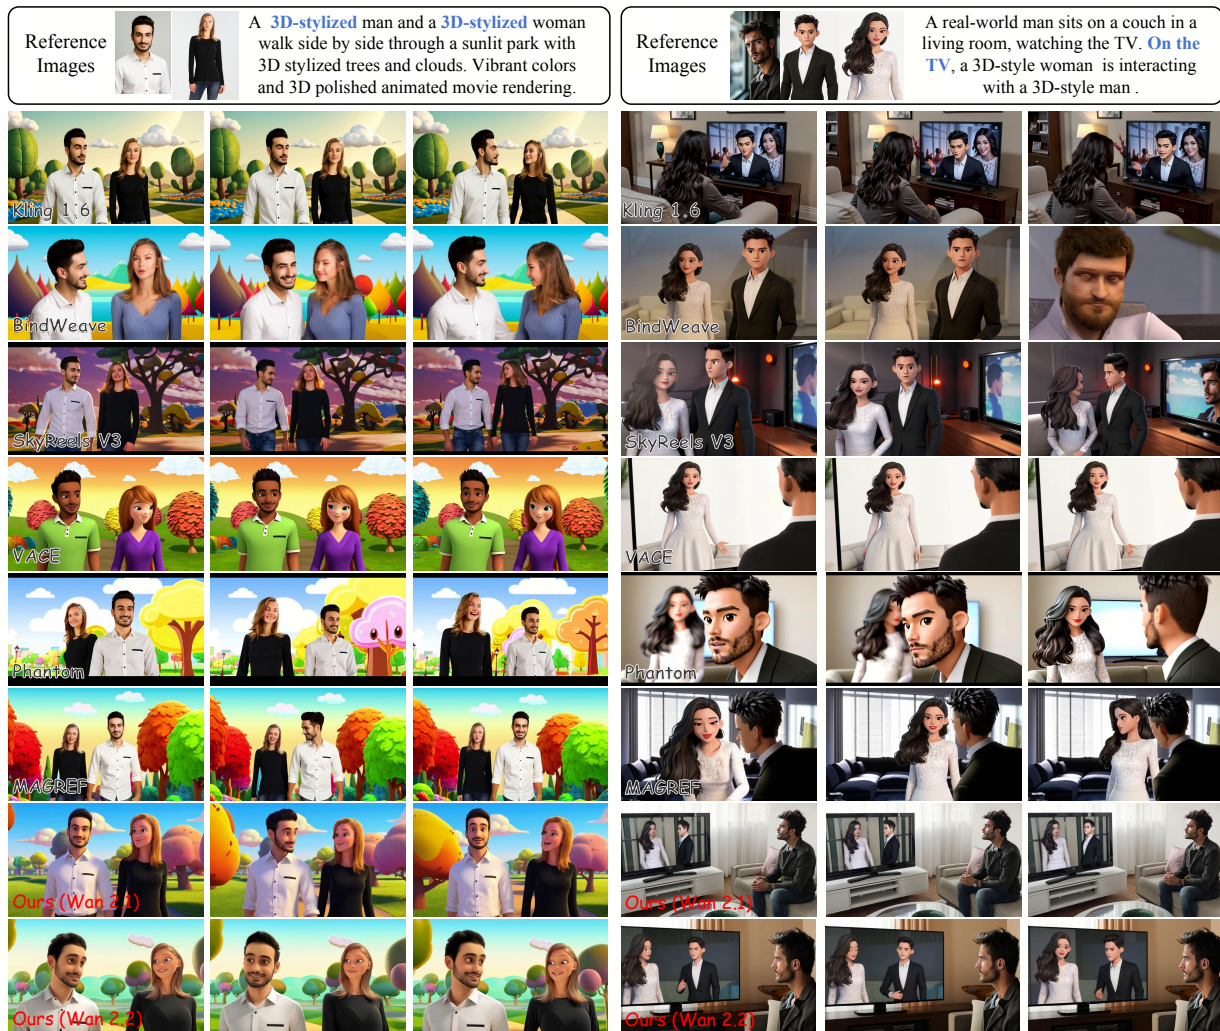 Reference
Images
A 3D-stylized man and a 3D-stylized woman
walk side by side through a sunlit park with
3D stylized trees and clouds. Vibrant colors
and 3D polished animated movie rendering.
Reference
Images
A real-world man sits on a couch in a
living room, watching the TV. On the
TV, a 3D-style woman is interacting
with a 3D-style man .
Kling 1.6
Kling 1.6
BindWeave
BindWeave
SkyReels V3
SkyReels V3
VACE
VACE
Phantom
Phantom
MAGREF
MAGREF
Ours (Wan 2.1)
Ours (Wan 2.1)
Ours (Wan 2.2)
Ours (Wan 2.2)